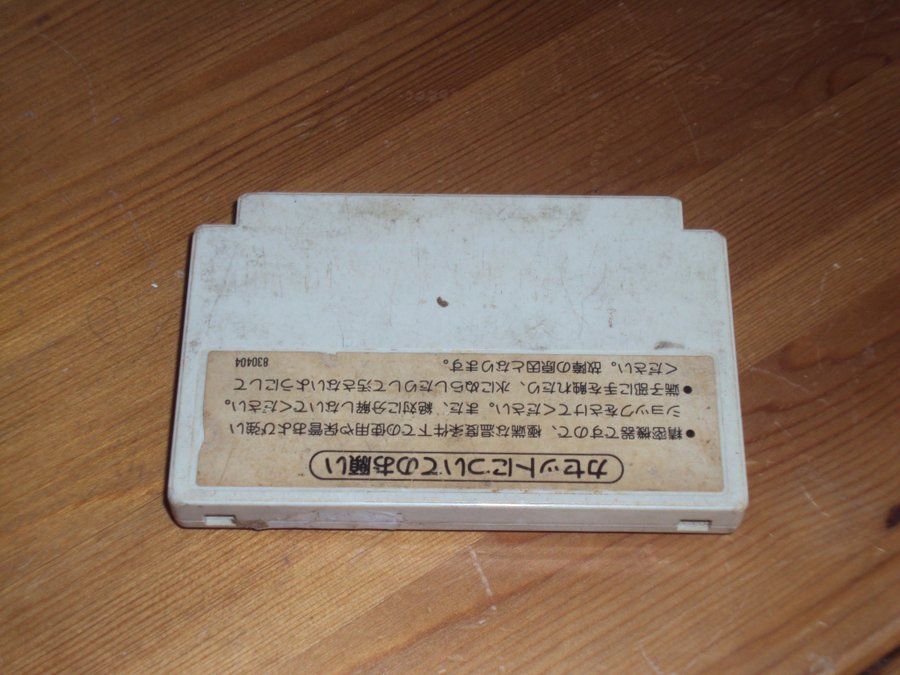 カセットについてのお願い
●精密機器ですので、極端な温度条件下での使用や保管および強い
ショックをさけてください。また、絶対に分解しないでください。
●端子部に手を触れたり、水にぬらしたりして汚さないようにして
ください。故障の原因となります。
830404